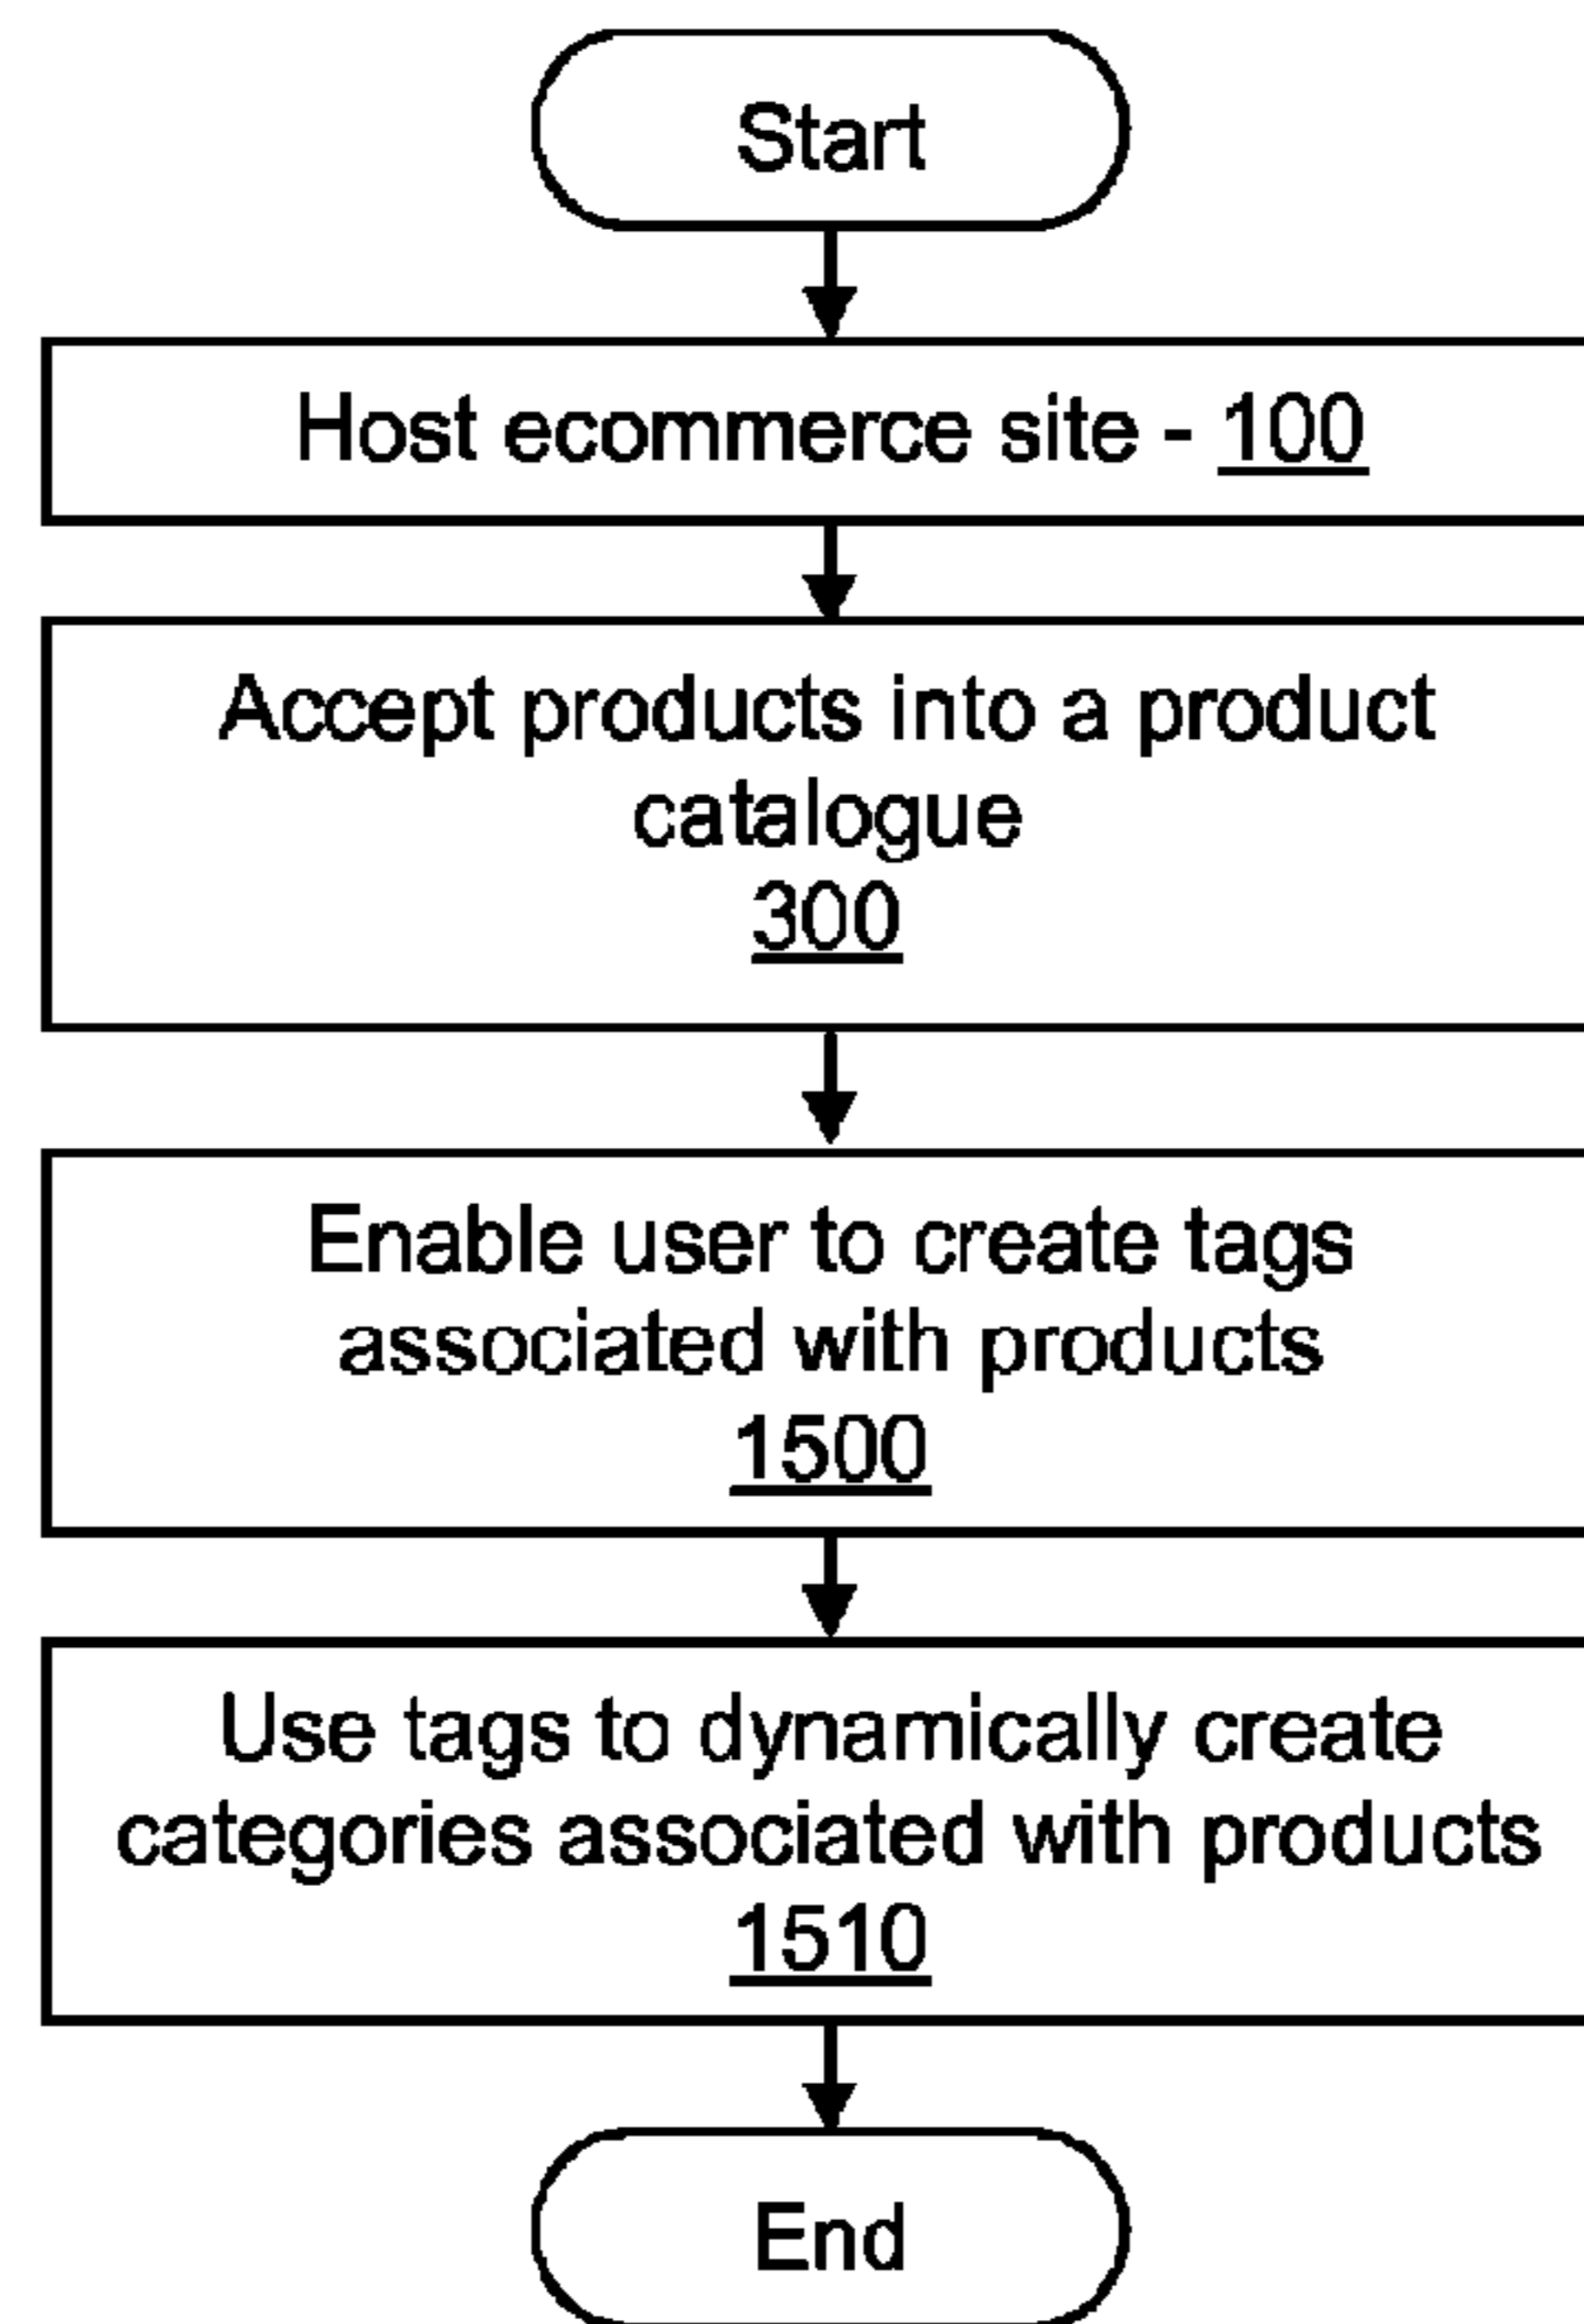 Start
Host ecommerce site - 100
Accept products into a product
catalogue
300
Enable user to create tags
associated with products
1500
Use tags to dynamically create
categories associated with products
1510
End